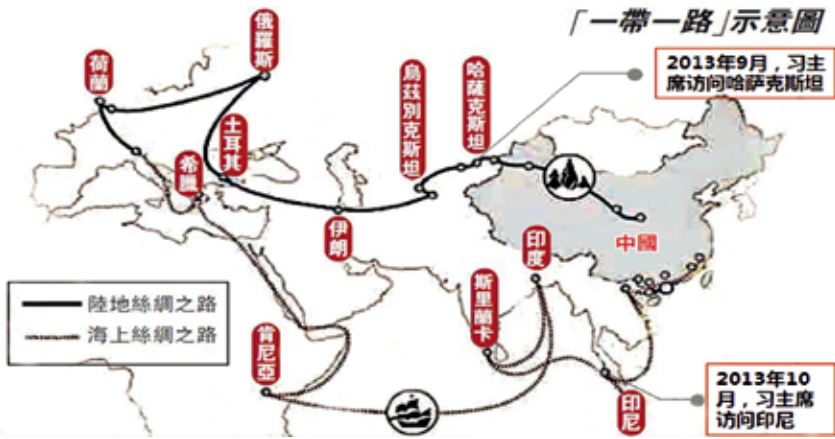 「一帶一路」示意圖
2013年9月，习主
席访问哈萨克斯坦
俄羅斯
荷蘭
哈薩克斯坦
烏茲別克斯坦
土耳其
希臘
伊朗
中國
印度
斯里蘭卡
陸地絲綢之路
海上絲綢之路
肯尼亞
印尼
2013年10
月，习主席
访问印尼